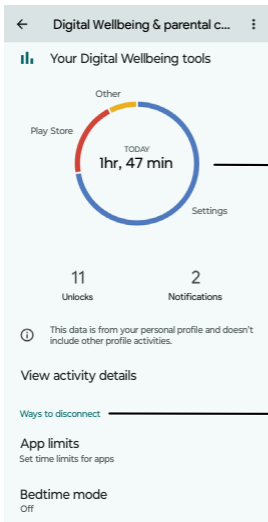 Digital Wellbeing & parental c...
Your Digital Wellbeing tools
Other
Play Store
TODAY
1hr, 47 min
Settings
11
2
Unlocks
Notifications
This data is from your personal profile and doesn't
include other profile activities.
View activity details
Ways to disconnect
App limits
Set time limits for apps
Bedtime mode
Off